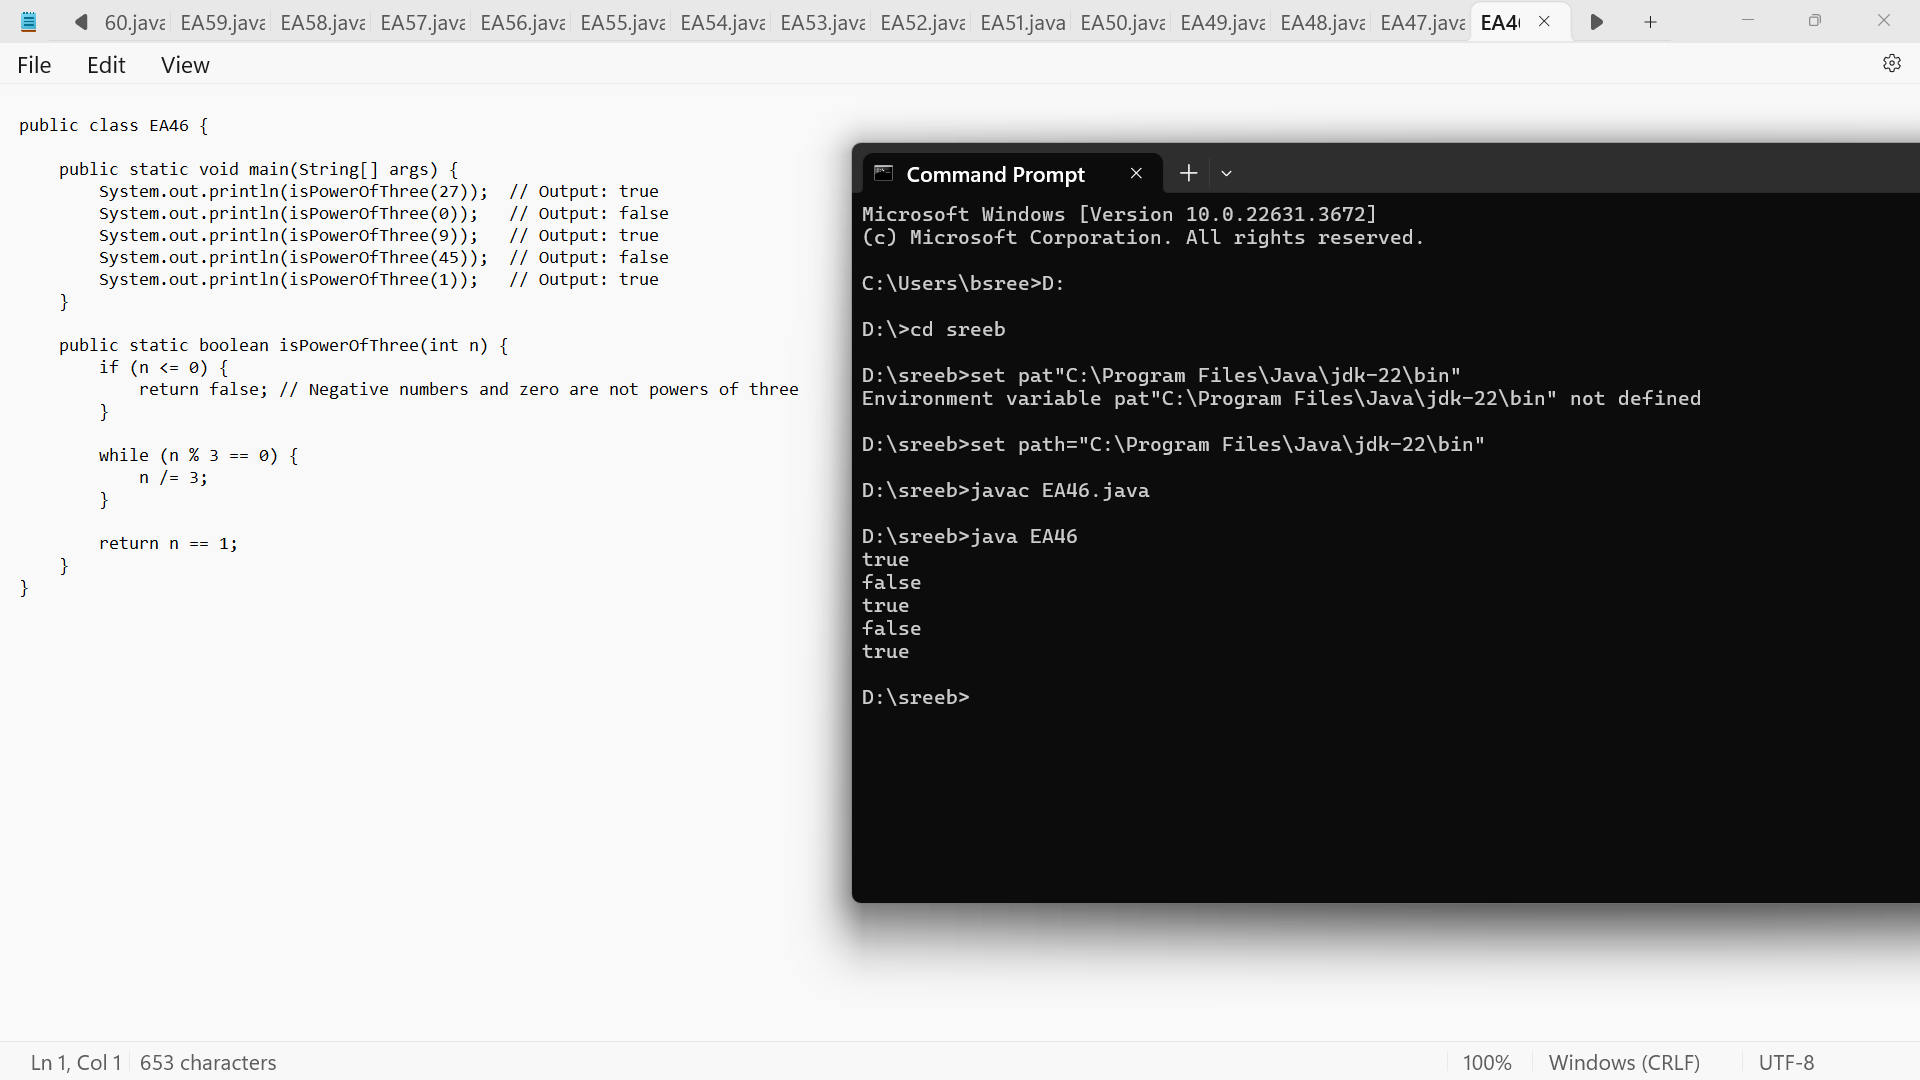 60.java EA59.java EA58.java EA57.java EA56.java EA55.java EA54.java EA53.java EA52.java EA51.java EA50.java EA49.java EA48.java EA47.java EA46
File Edit View
public class EA46 {
    public static void main(String[] args) {
        System.out.println(isPowerOfThree(27));  // Output: true
        System.out.println(isPowerOfThree(0));   // Output: false
        System.out.println(isPowerOfThree(9));   // Output: true
        System.out.println(isPowerOfThree(45));  // Output: false
        System.out.println(isPowerOfThree(1));   // Output: true
    }
    public static boolean isPowerOfThree(int n) {
        if (n <= 0) {
            return false; // Negative numbers and zero are not powers of three
        }
        while (n % 3 == 0) {
            n /= 3;
        }
        return n == 1;
    }
}
Command Prompt
Microsoft Windows [Version 10.0.22631.3672]
(c) Microsoft Corporation. All rights reserved.
C:\Users\bsree>D:
D:\>cd sreeb
D:\sreeb>set pat"C:\Program Files\Java\jdk-22\bin"
Environment variable pat"C:\Program Files\Java\jdk-22\bin" not defined
D:\sreeb>set path="C:\Program Files\Java\jdk-22\bin"
D:\sreeb>javac EA46.java
D:\sreeb>java EA46
true
false
true
false
true
D:\sreeb>
Ln 1, Col 1 653 characters 100% Windows (CRLF) UTF-8